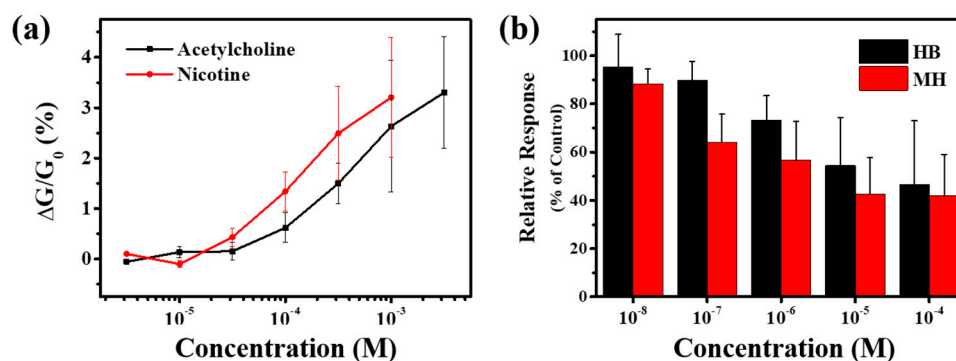 (a)
Acetylcholine
Nicotine
ΔG/G₀ (%)
4
3
2
1
0
10⁻⁵ 10⁻⁴ 10⁻³
Concentration (M)
(b)
HB
MH
Relative Response
(% of Control)
100
80
60
40
20
0
10⁻⁸ 10⁻⁷ 10⁻⁶ 10⁻⁵ 10⁻⁴
Concentration (M)